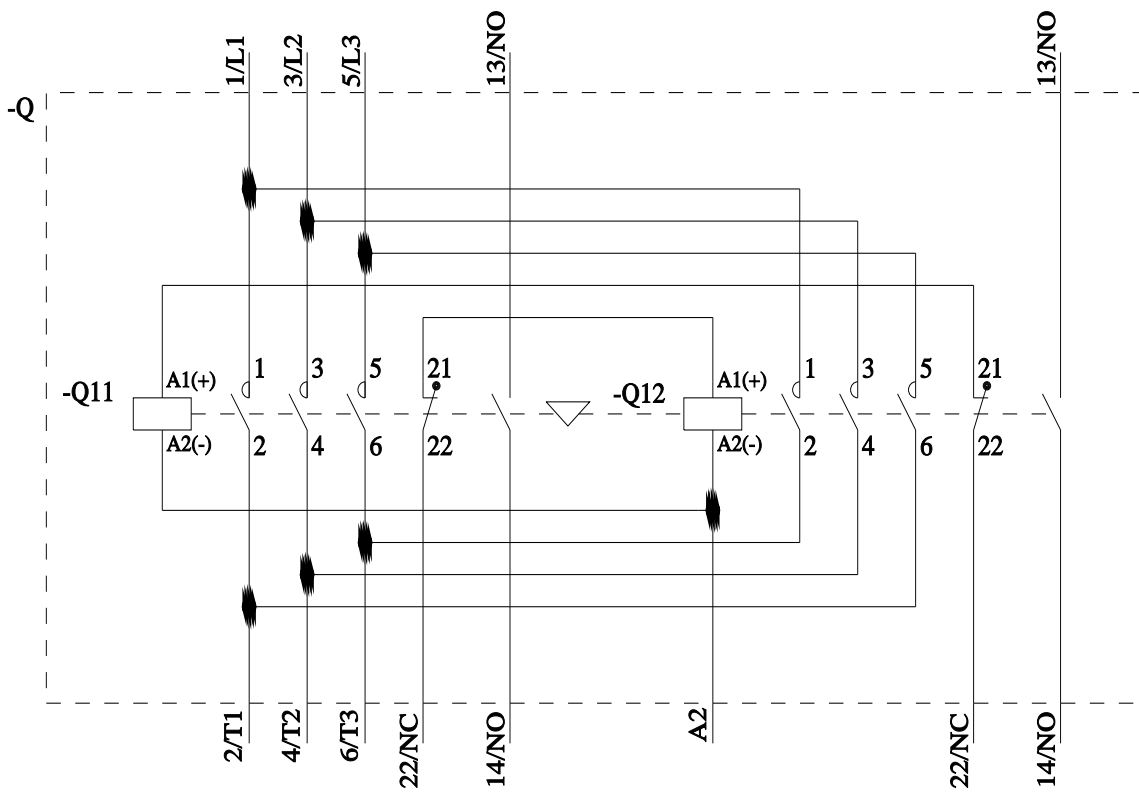 1/L1
3/L2
5/L3
13/NO
13/NO
-Q
1
3
5
21
1
3
5
21
-Q11
A1(+)
-Q12
A1(+)
A2(-)
2
4
6
22
A2(-)
2
4
6
22
2/T1
4/T2
6/T3
22/NC
14/NO
A2
22/NC
14/NO